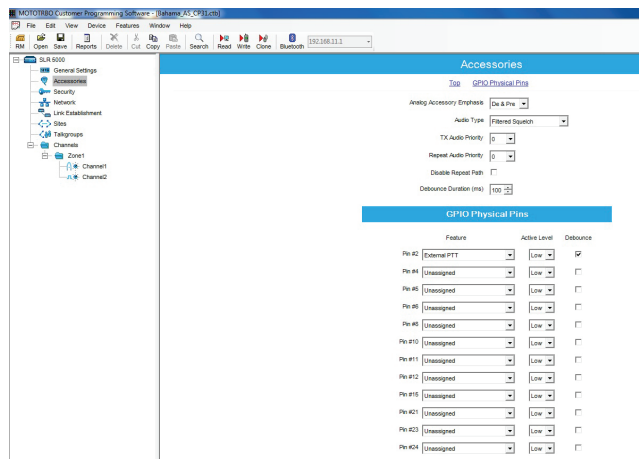 MOTOTRBO Customer Programming Software - [Bahama_A5_CP31.ctb]
File Edit View Device Features Window Help
RM Open Save Reports Delete Cut Copy Paste Search Read Write Clone Bluetooth 192.168.11.1
SLR 5000
General Settings
Accessories
Security
Network
Link Establishment
Sites
Talkgroups
Channels
Zone1
Channel1
Channel2
Accessories
Top GPIO Physical Pins
Analog Accessory Emphasis De & Pre
Audio Type Filtered Squelch
TX Audio Priority 0
Repeat Audio Priority 0
Disable Repeat Path
Debounce Duration (ms) 100
GPIO Physical Pins
Feature Active Level Debounce
Pin #2 External PTT Low
Pin #4 Unassigned Low
Pin #5 Unassigned Low
Pin #6 Unassigned Low
Pin #8 Unassigned Low
Pin #10 Unassigned Low
Pin #11 Unassigned Low
Pin #12 Unassigned Low
Pin #15 Unassigned Low
Pin #21 Unassigned Low
Pin #23 Unassigned Low
Pin #24 Unassigned Low